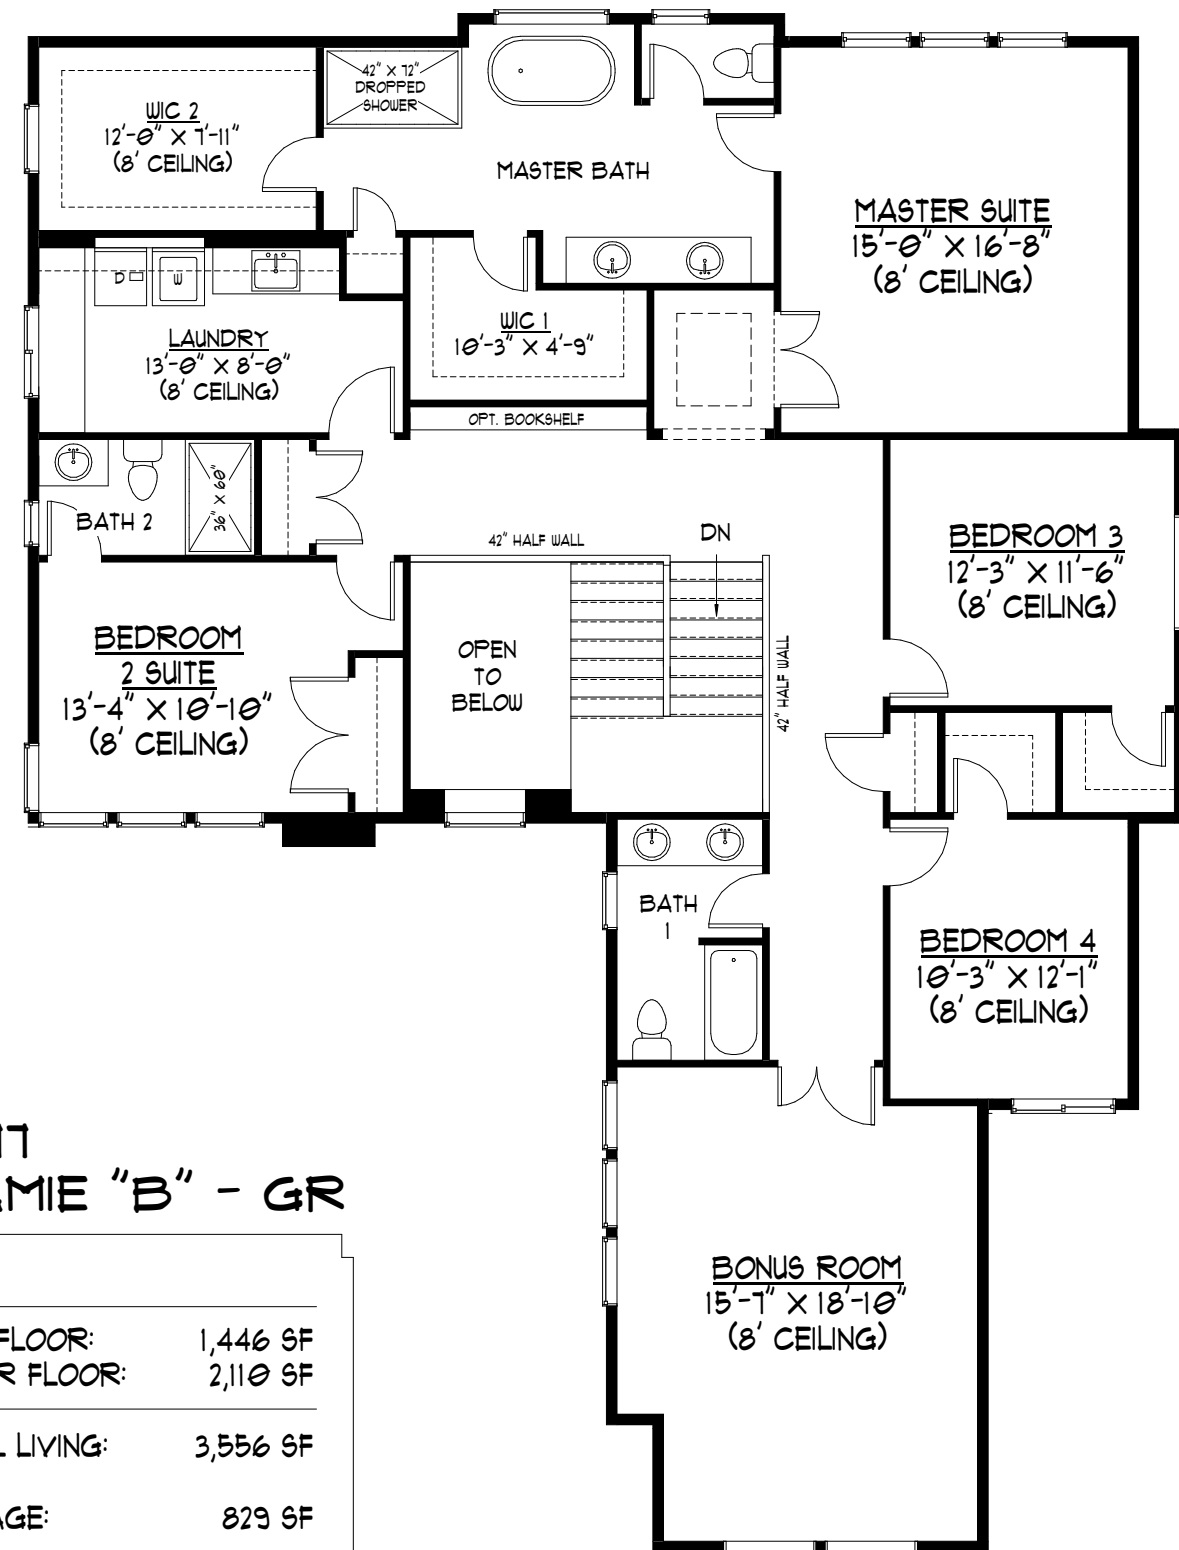 42" X 72"
DROPPED
SHOWER
WIC 2
12'-0" X 7'-11"
(8' CEILING)
MASTER BATH
MASTER SUITE
15'-0" X 16'-8"
(8' CEILING)
D
W
LAUNDRY
13'-0" X 8'-0"
(8' CEILING)
WIC 1
10'-3" X 4'-9"
OPT. BOOKSHELF
36" X 60"
BATH 2
42" HALF WALL
DN
BEDROOM 3
12'-3" X 11'-6"
(8' CEILING)
BEDROOM
2 SUITE
13'-4" X 10'-10"
(8' CEILING)
OPEN
TO
BELOW
42" HALF WALL
BATH
1
BEDROOM 4
10'-3" X 12'-1"
(8' CEILING)
BONUS ROOM
15'-7" X 18'-10"
(8' CEILING)
"B" - GR
FLOOR: 1,446 SF
FLOOR: 2,110 SF
LIVING: 3,556 SF
829 SF